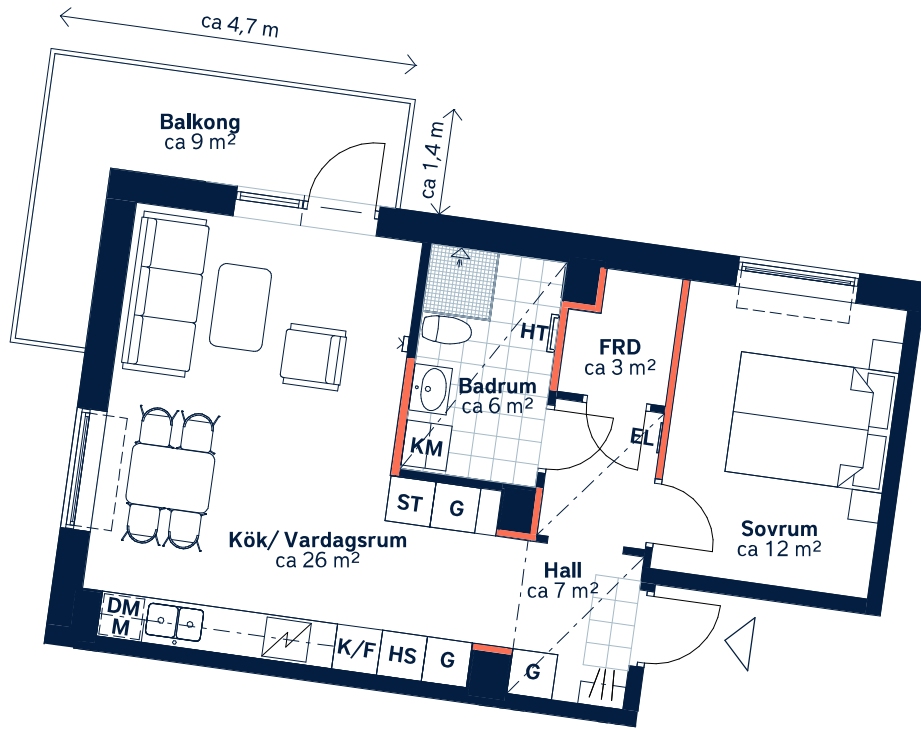 ca 4,7 m
Balkong
ca 9 m²
ca 1,4 m
HT
FRD
ca 3 m²
Badrum
ca 6 m²
EL
KM
ST
G
Sovrum
ca 12 m²
Kök/ Vardagsrum
ca 26 m²
Hall
ca 7 m²
DM
M
K/F
HS
G
G